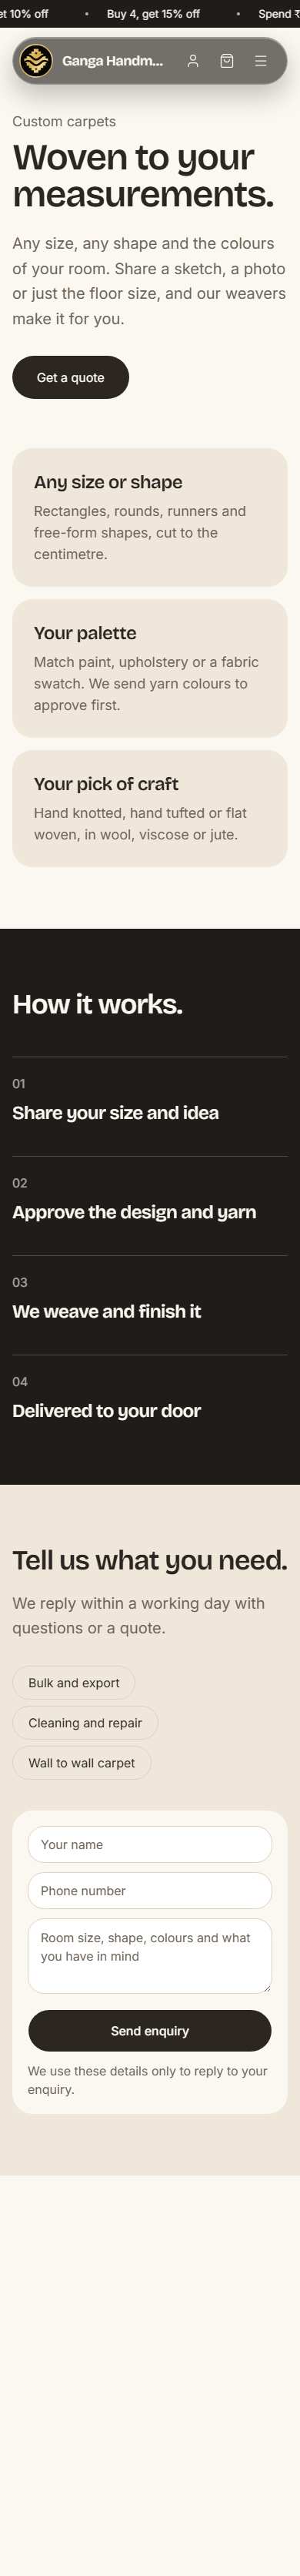 et 10% off • Buy 4, get 15% off • Spend ₹
Ganga Handm...
Custom carpets
Woven to your
measurements.
Any size, any shape and the colours
of your room. Share a sketch, a photo
or just the floor size, and our weavers
make it for you.
Get a quote
Any size or shape
Rectangles, rounds, runners and
free-form shapes, cut to the
centimetre.
Your palette
Match paint, upholstery or a fabric
swatch. We send yarn colours to
approve first.
Your pick of craft
Hand knotted, hand tufted or flat
woven, in wool, viscose or jute.
How it works.
01
Share your size and idea
02
Approve the design and yarn
03
We weave and finish it
04
Delivered to your door
Tell us what you need.
We reply within a working day with
questions or a quote.
Bulk and export
Cleaning and repair
Wall to wall carpet
Your name
Phone number
Room size, shape, colours and what
you have in mind
Send enquiry
We use these details only to reply to your
enquiry.